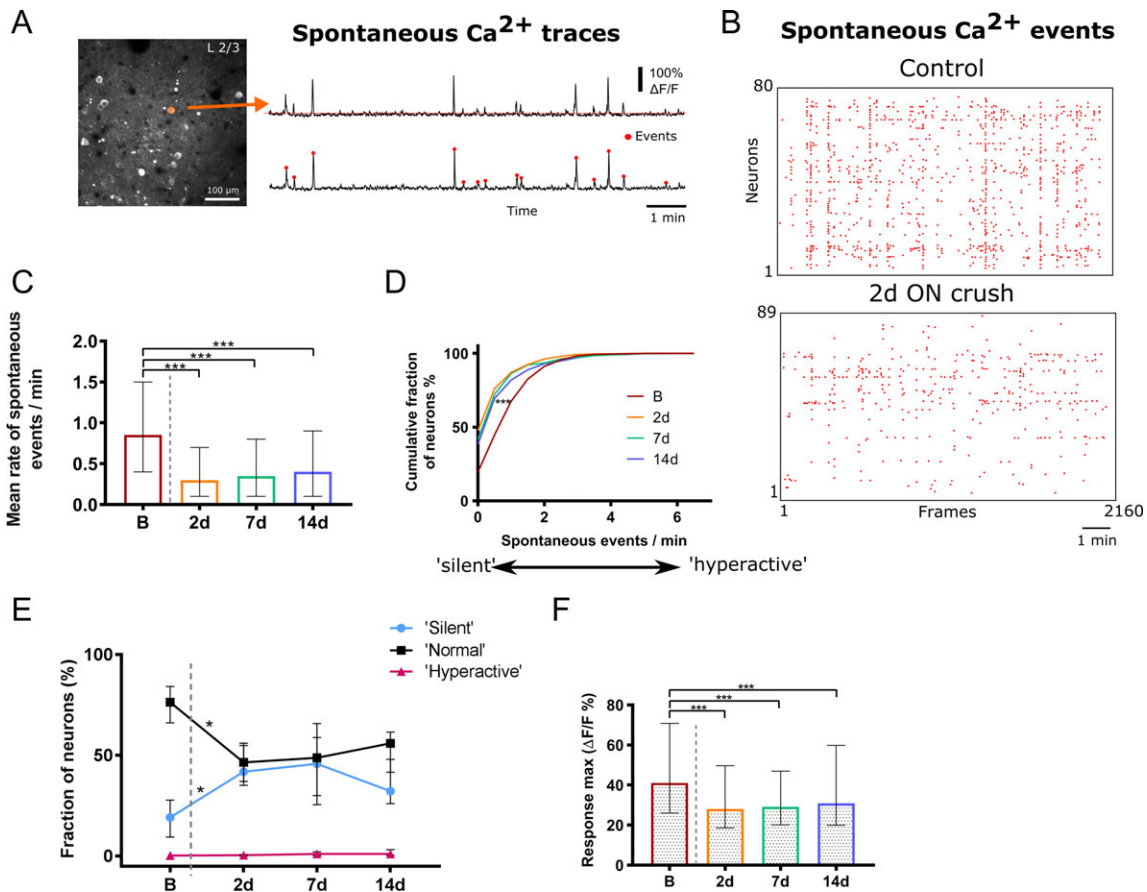 A
Spontaneous Ca2+ traces
L 2/3
100 µm
100%
ΔF/F
Events
Time
1 min
B
Spontaneous Ca2+ events
Control
80
Neurons
1
2d ON crush
89
1
1
Frames
2160
1 min
C
Mean rate of spontaneous
events / min
2.0
1.5
1.0
0.5
0.0
***
***
***
B
2d
7d
14d
D
Cumulative fraction
of neurons %
100
50
0
***
B
2d
7d
14d
0
2
4
6
Spontaneous events / min
'silent'
'hyperactive'
E
'Silent'
'Normal'
'Hyperactive'
Fraction of neurons (%)
100
50
0
*
*
B
2d
7d
14d
F
Response max (ΔF/F %)
80
60
40
20
0
***
***
***
B
2d
7d
14d